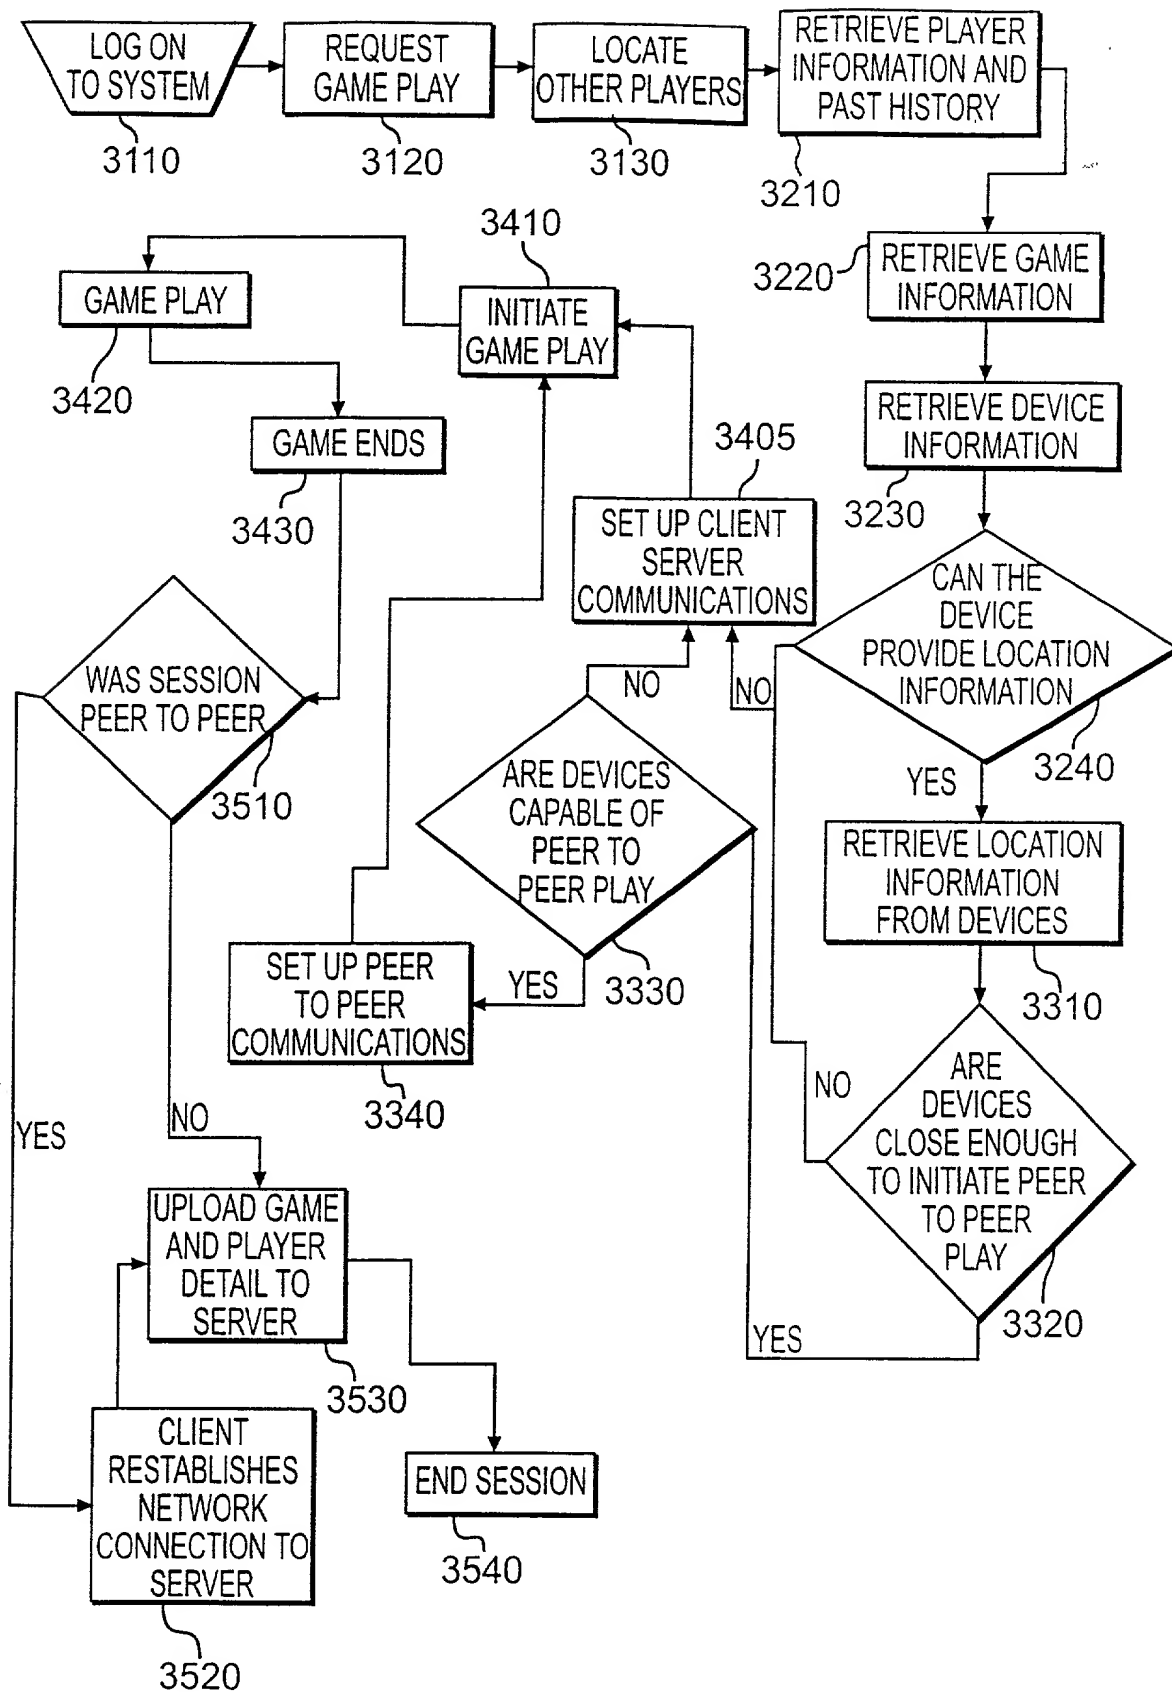 LOG ON
TO SYSTEM
3110
REQUEST
GAME PLAY
3120
LOCATE
OTHER PLAYERS
3130
RETRIEVE PLAYER
INFORMATION AND
PAST HISTORY
3210
RETRIEVE GAME
INFORMATION
3220
RETRIEVE DEVICE
INFORMATION
3230
CAN THE
DEVICE
PROVIDE LOCATION
INFORMATION
3240
NO
YES
RETRIEVE LOCATION
INFORMATION
FROM DEVICES
3310
ARE
DEVICES
CLOSE ENOUGH
TO INITIATE PEER
TO PEER
PLAY
3320
NO
YES
ARE DEVICES
CAPABLE OF
PEER TO
PEER PLAY
3330
NO
YES
SET UP PEER
TO PEER
COMMUNICATIONS
3340
3405
SET UP CLIENT
SERVER
COMMUNICATIONS
3410
INITIATE
GAME PLAY
GAME PLAY
3420
GAME ENDS
3430
WAS SESSION
PEER TO PEER
3510
NO
YES
UPLOAD GAME
AND PLAYER
DETAIL TO
SERVER
3530
CLIENT
RESTABLISHES
NETWORK
CONNECTION TO
SERVER
3520
END SESSION
3540